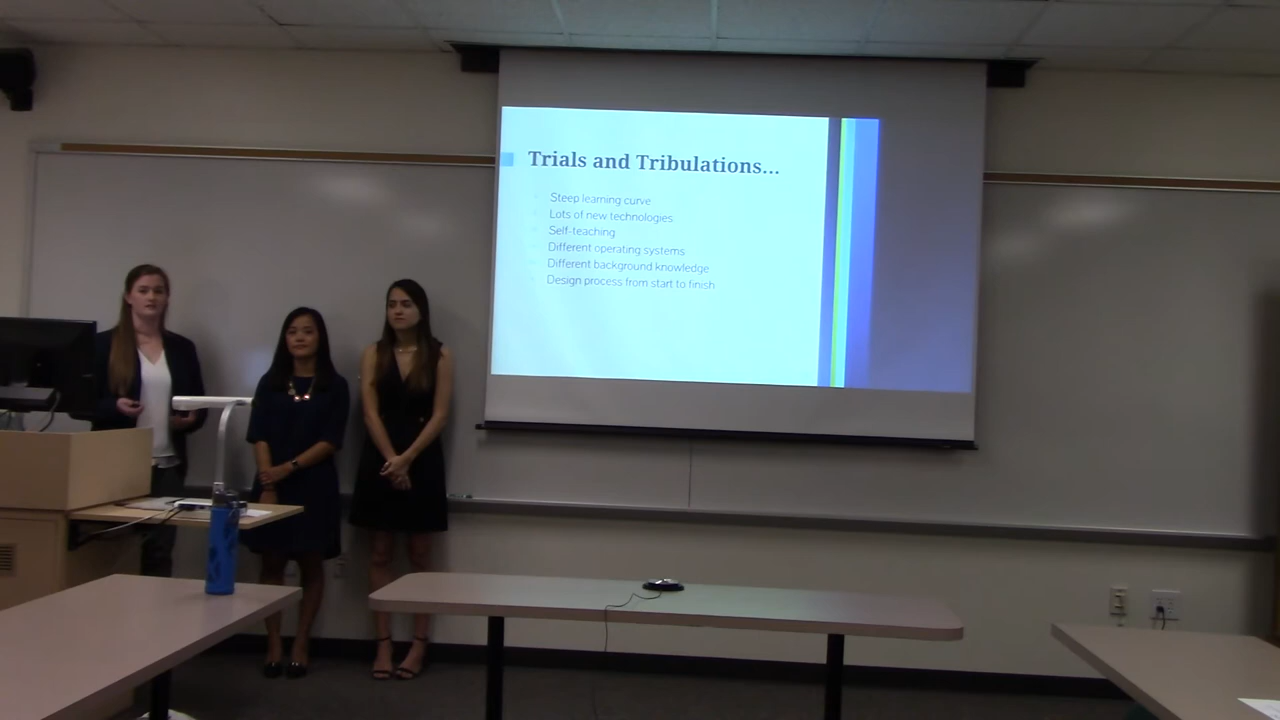 Trials and Tribulations...
Steep learning curve
Lots of new technologies
Self-teaching
Different operating systems
Different background knowledge
Design process from start to finish